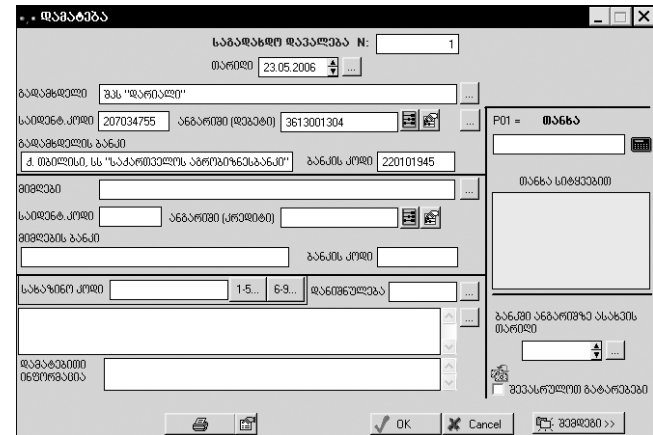 დამატება
საგადახდო დავალება N: 1
თარიღი 23.05.2006 ...
გადამხდელი შპს "დარიალი" ...
საიდენტ.კოდი 207034755 ანგარიში (დებეტი) 3613001304 ...
გადამხდელის ბანკი
ქ. თბილისი, სს "საქართველოს აგრობიზნესბანკი" ბანკის კოდი 220101945
მიმღები ...
საიდენტ.კოდი ანგარიში (კრედიტი)
მიმღების ბანკი
ბანკის კოდი
სახაზინო კოდი 1-5... 6-9... დანიშნულება ...
...
დამატებითი
ინფორმაცია
P01 = თანხა
თანხა სიტყვებით
ბანკში ანგარიშზე ასახვის
თარიღი
...
შევასრულოთ გატარებები
OK Cancel შემდეგი >>